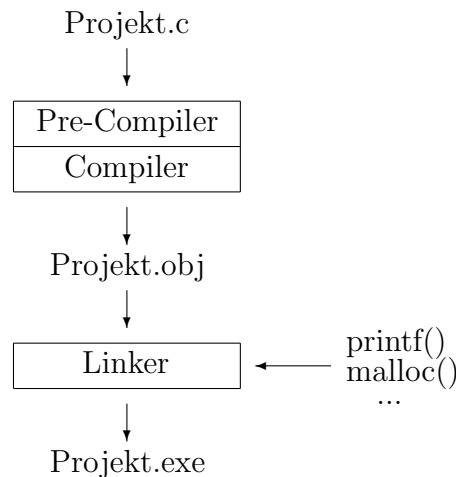 Projekt.c
Pre-Compiler
Compiler
Projekt.obj
Linker
printf()
malloc()
...
Projekt.exe